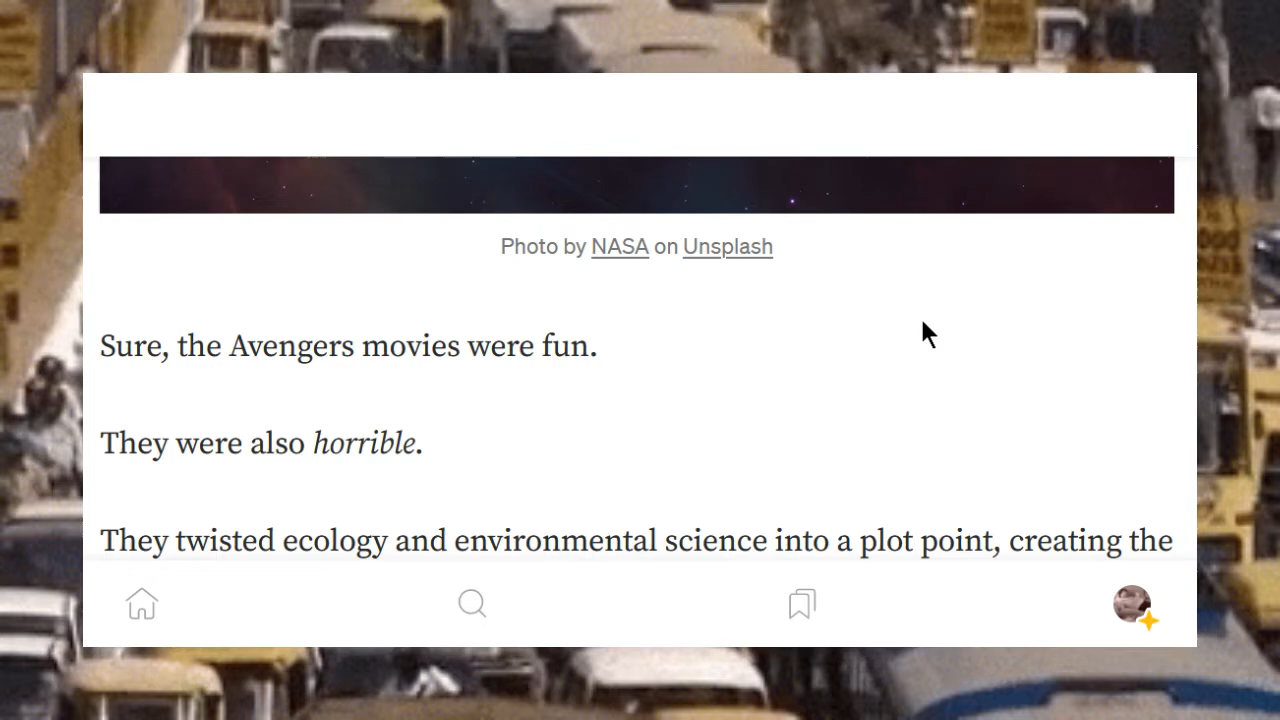 Photo by NASA on Unsplash
Sure, the Avengers movies were fun.
They were also horrible.
They twisted ecology and environmental science into a plot point, creating the